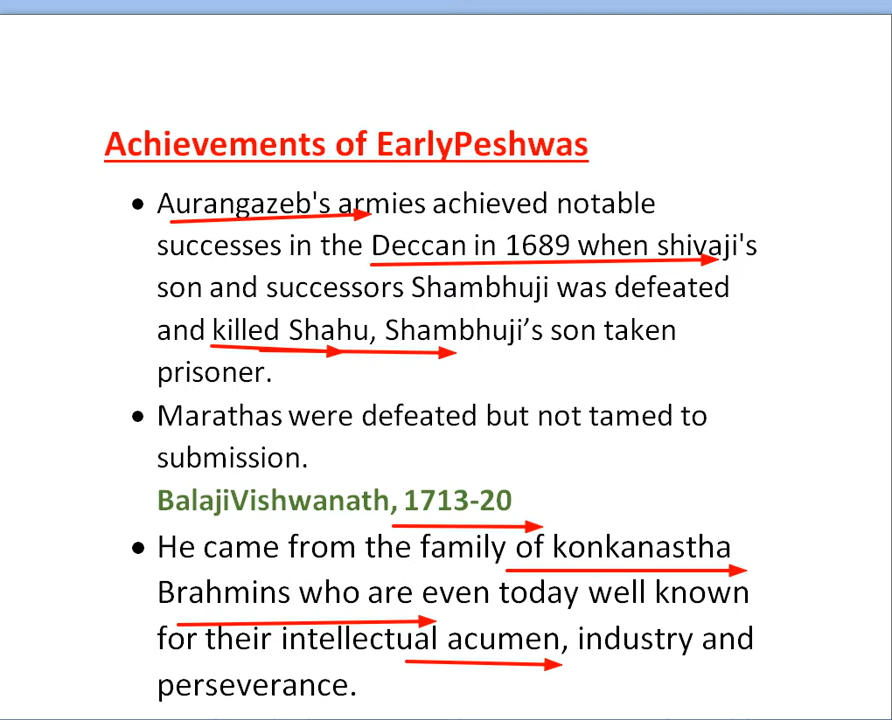 Achievements of EarlyPeshwas
• Aurangazeb's armies achieved notable
successes in the Deccan in 1689 when shivaji's
son and successors Shambhuji was defeated
and killed Shahu, Shambhuji’s son taken
prisoner.
• Marathas were defeated but not tamed to
submission.
BalajiVishwanath, 1713-20
• He came from the family of konkanastha
Brahmins who are even today well known
for their intellectual acumen, industry and
perseverance.